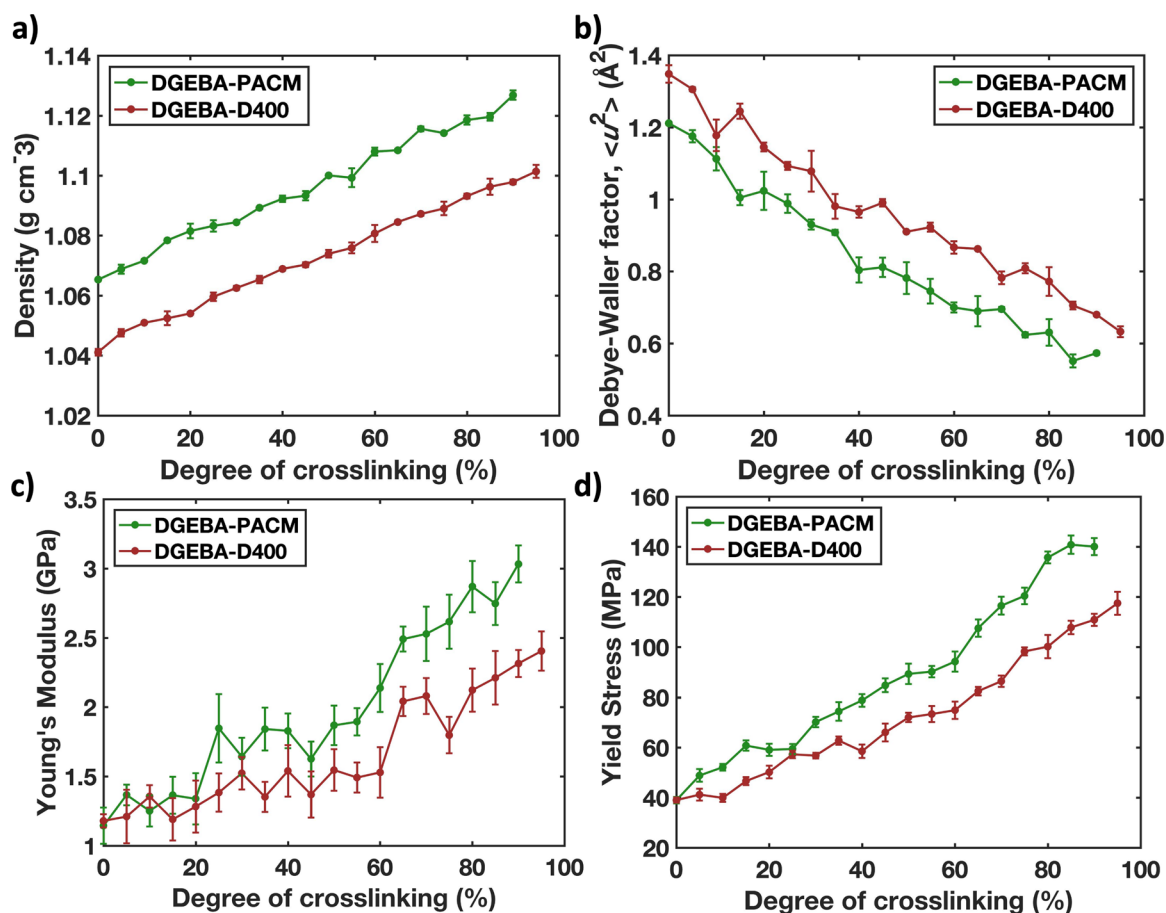 a)
1.14
1.12
1.1
1.08
1.06
1.04
1.02
Density (g cm⁻3)
DGEBA-PACM
DGEBA-D400
0
20
40
60
80
100
Degree of crosslinking (%)
b)
1.4
1.2
1
0.8
0.6
0.4
Debye-Waller factor, <u²> (Å²)
DGEBA-PACM
DGEBA-D400
0
20
40
60
80
100
Degree of crosslinking (%)
c)
3.5
3
2.5
2
1.5
1
Young's Modulus (GPa)
DGEBA-PACM
DGEBA-D400
0
20
40
60
80
100
Degree of crosslinking (%)
d)
160
140
120
100
80
60
40
20
Yield Stress (MPa)
DGEBA-PACM
DGEBA-D400
0
20
40
60
80
100
Degree of crosslinking (%)